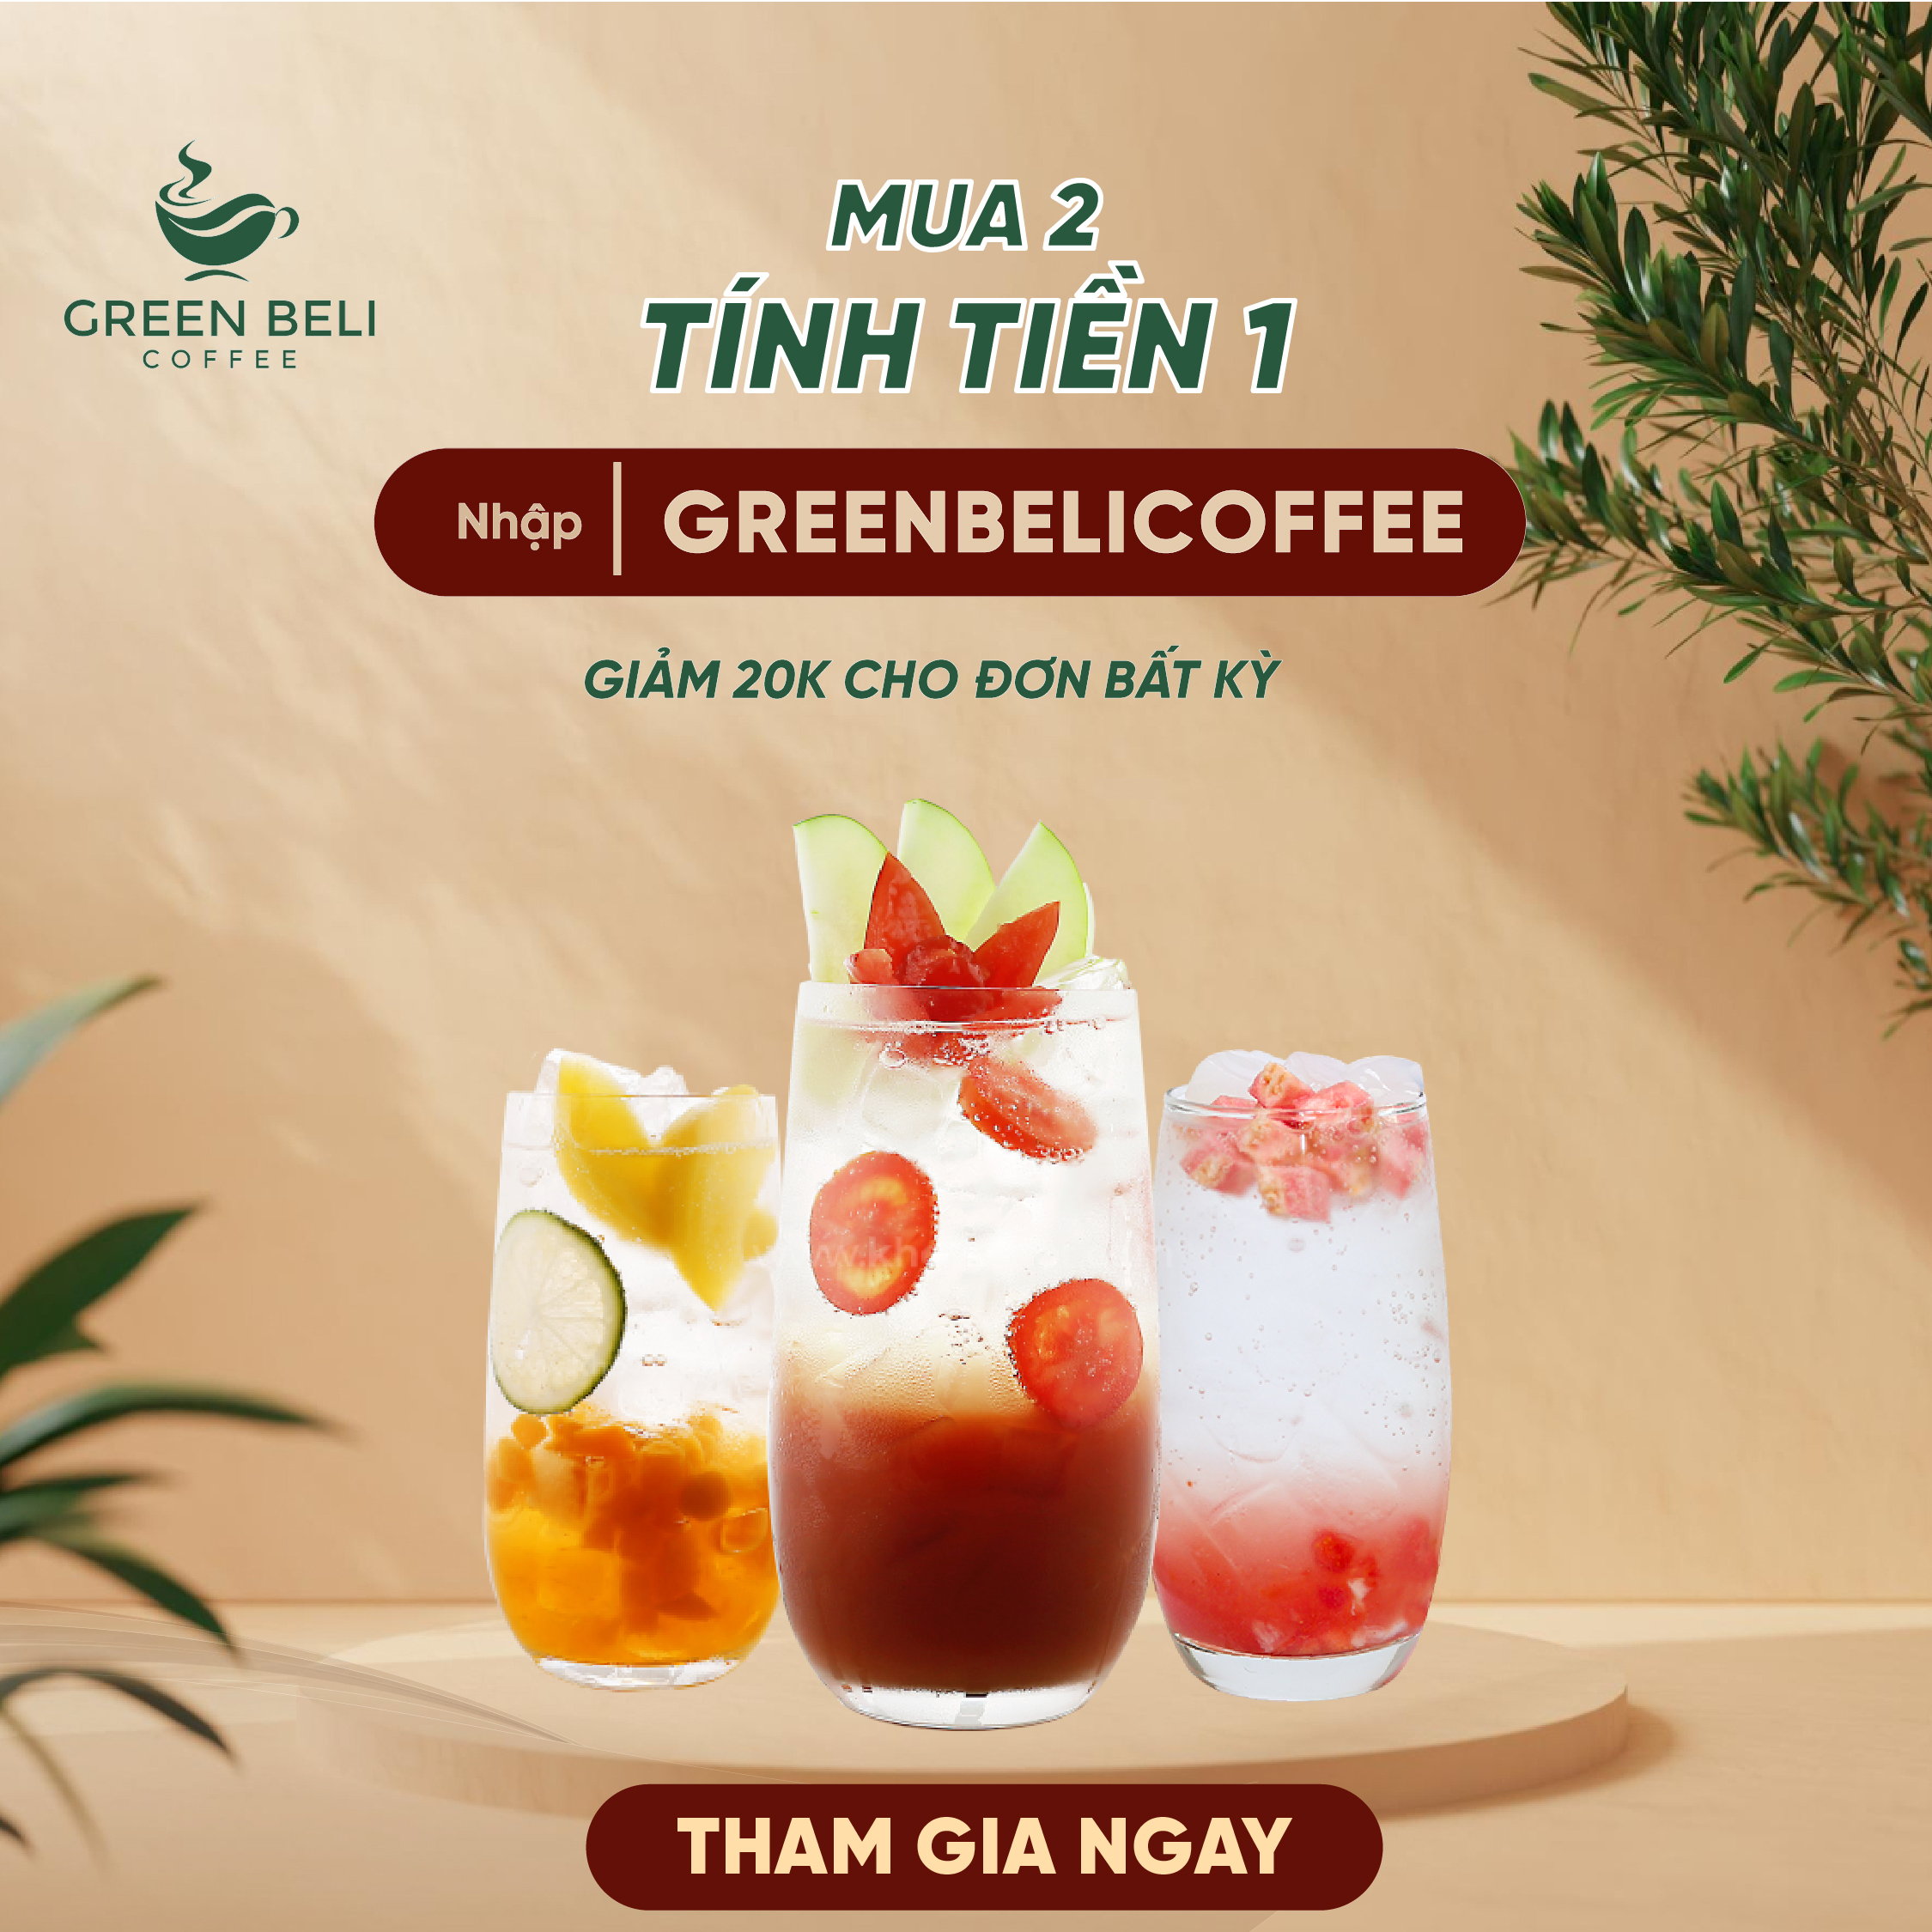 GREEN BELI
COFFEE
MUA 2
TÍNH TIỀN 1
Nhập | GREENBELICOFFEE
GIẢM 20K CHO ĐƠN BẤT KỲ
THAM GIA NGAY